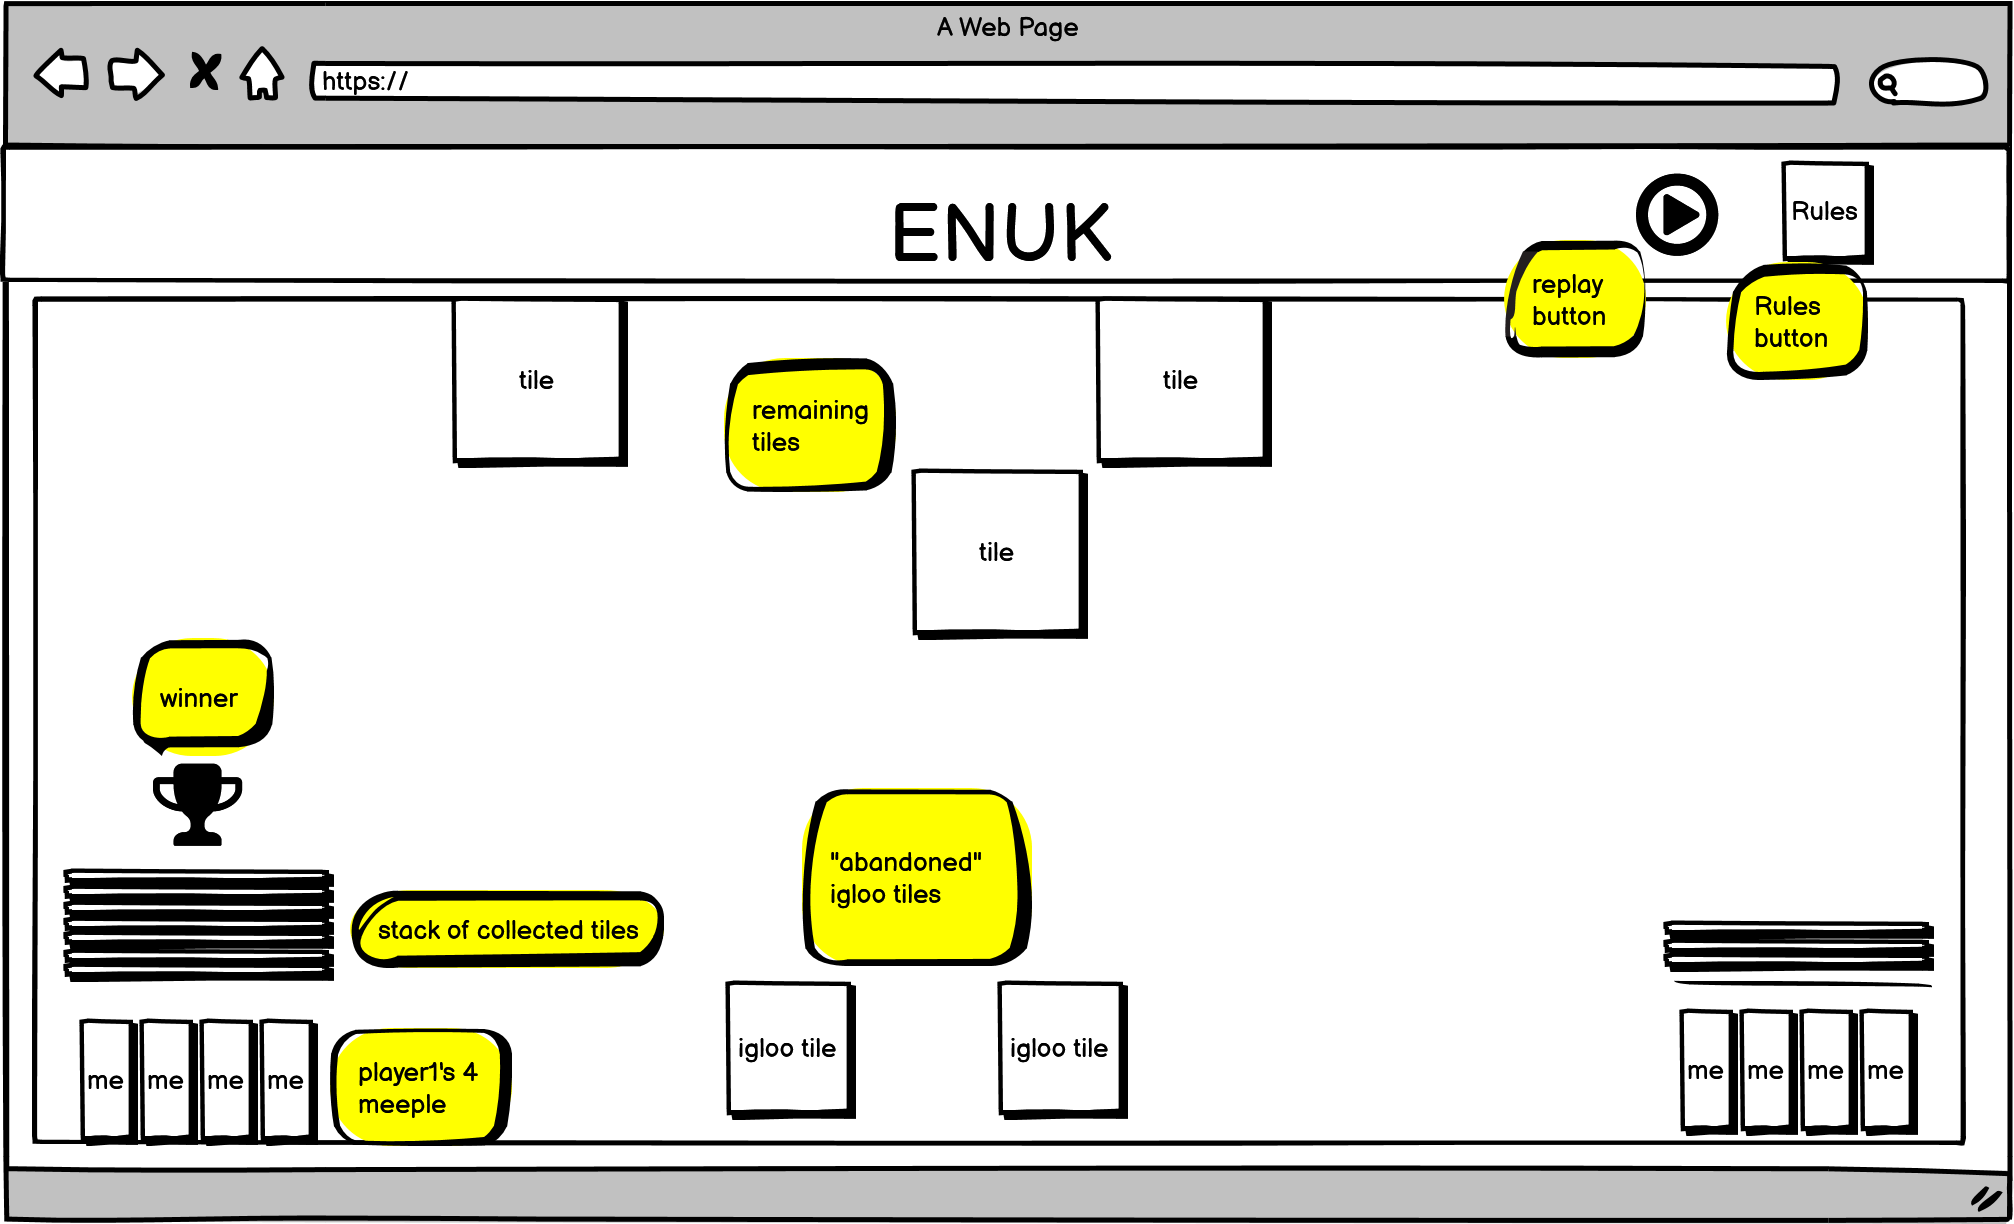 A Web Page
https://
ENUK
Rules
replay
button
Rules
button
tile
tile
remaining
tiles
tile
winner
"abandoned"
igloo tiles
stack of collected tiles
igloo tile
igloo tile
me
me
me
me
player1's 4
meeple
me
me
me
me